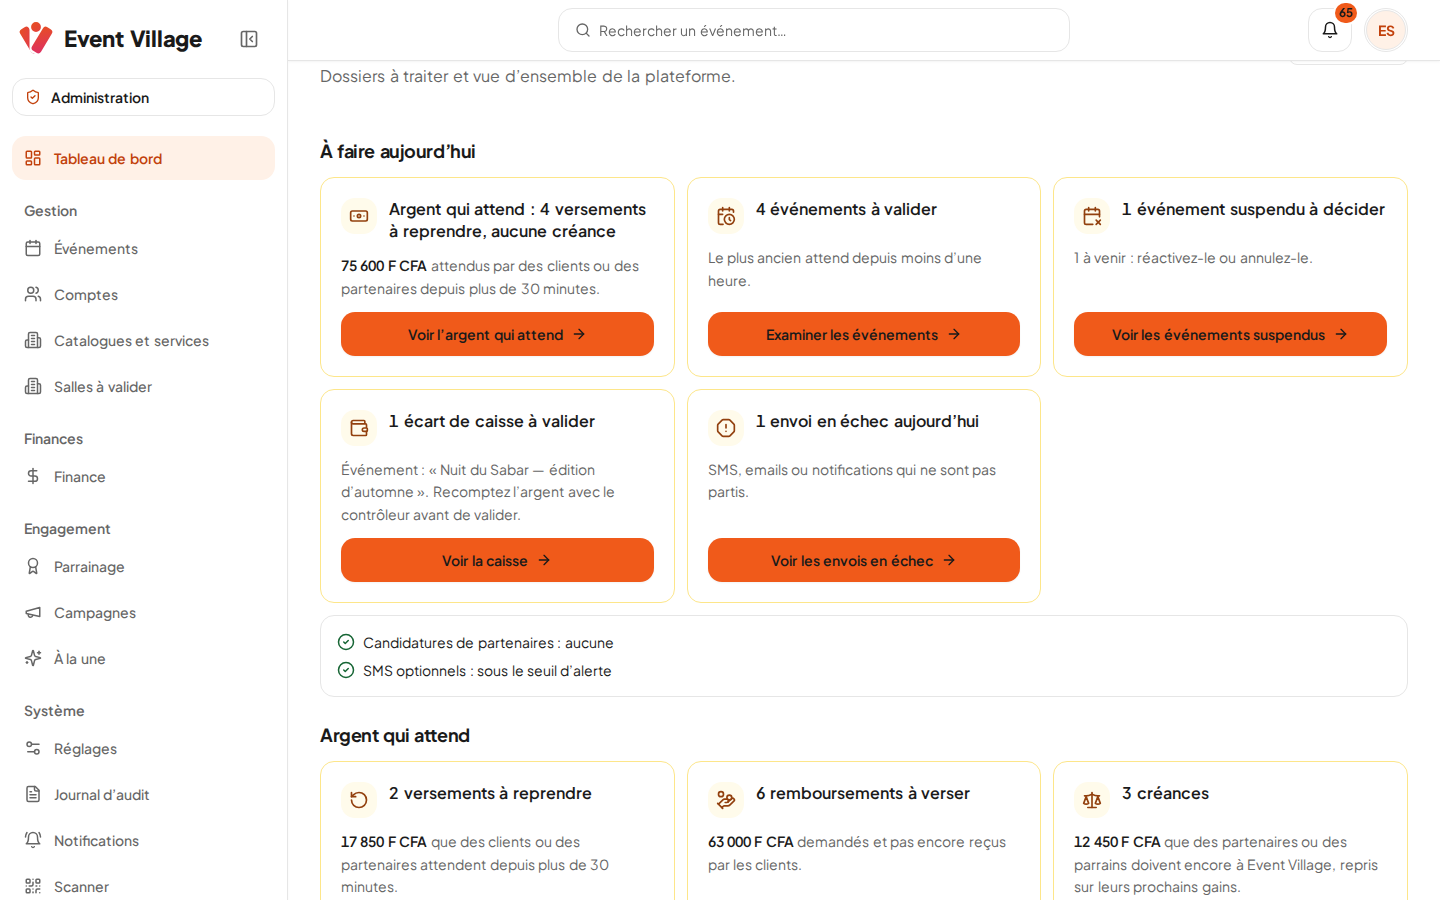 Event Village
Administration
Tableau de bord
Gestion
Événements
Comptes
Catalogues et services
Salles à valider
Finances
Finance
Engagement
Parrainage
Campagnes
À la une
Système
Réglages
Journal d’audit
Notifications
Scanner
Rechercher un événement…
65
ES
Dossiers à traiter et vue d’ensemble de la plateforme.
À faire aujourd’hui
Argent qui attend : 4 versements
à reprendre, aucune créance
75 600 F CFA attendus par des clients ou des
partenaires depuis plus de 30 minutes.
Voir l’argent qui attend
4 événements à valider
Le plus ancien attend depuis moins d’une
heure.
Examiner les événements
1 événement suspendu à décider
1 à venir : réactivez-le ou annulez-le.
Voir les événements suspendus
1 écart de caisse à valider
Événement : « Nuit du Sabar — édition
d’automne ». Recomptez l’argent avec le
contrôleur avant de valider.
Voir la caisse
1 envoi en échec aujourd’hui
SMS, emails ou notifications qui ne sont pas
partis.
Voir les envois en échec
Candidatures de partenaires : aucune
SMS optionnels : sous le seuil d’alerte
Argent qui attend
2 versements à reprendre
17 850 F CFA que des clients ou des
partenaires attendent depuis plus de 30
minutes.
6 remboursements à verser
63 000 F CFA demandés et pas encore reçus
par les clients.
3 créances
12 450 F CFA que des partenaires ou des
parrains doivent encore à Event Village, repris
sur leurs prochains gains.